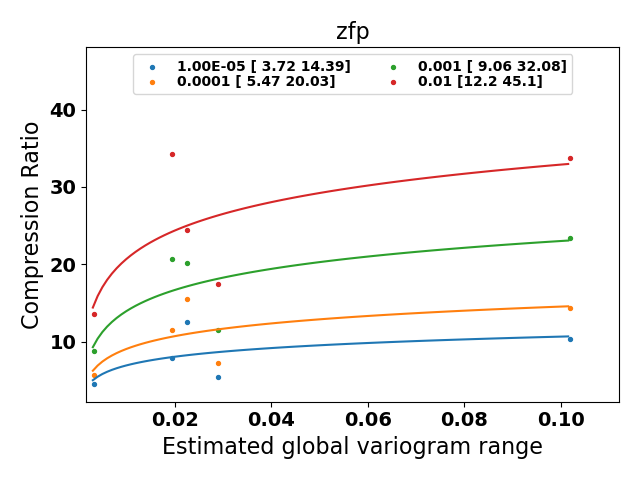 zfp
1.00E-05 [ 3.72 14.39]
0.0001 [ 5.47 20.03]
0.001 [ 9.06 32.08]
0.01 [12.2 45.1]
Compression Ratio
40
30
20
10
0.02 0.04 0.06 0.08 0.10
Estimated global variogram range